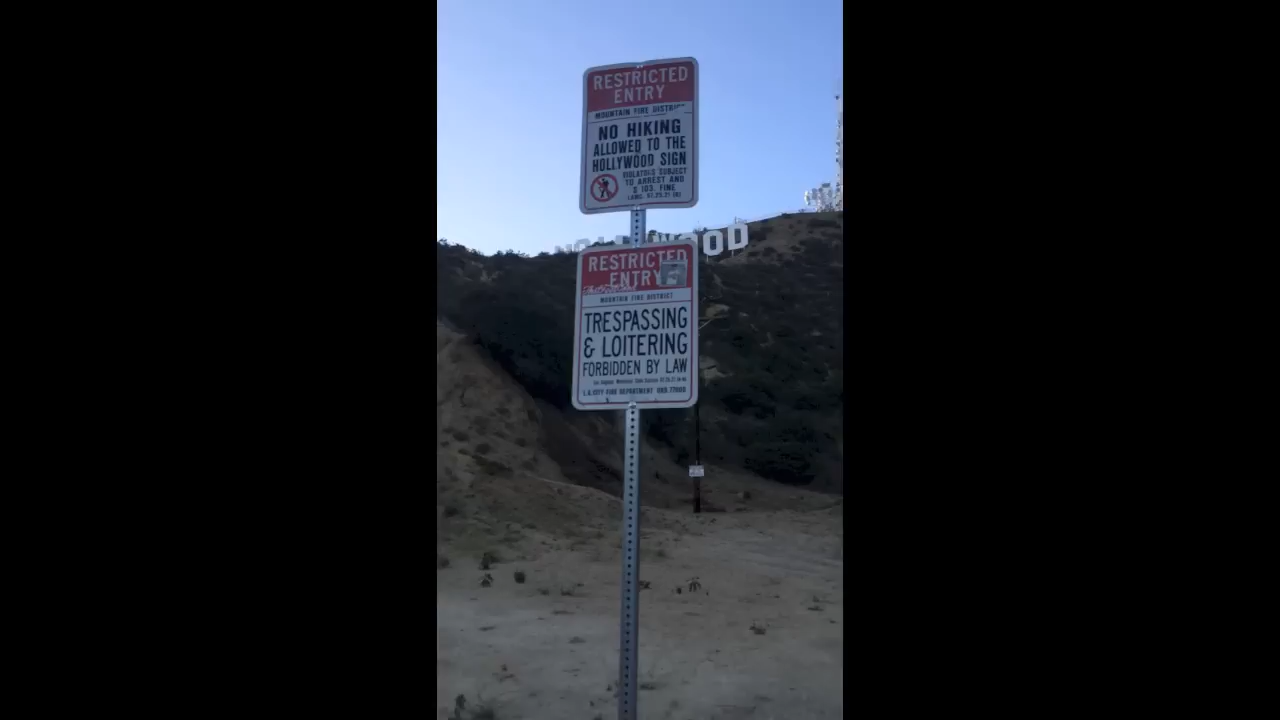 RESTRICTED
ENTRY
MOUNTAIN FIRE DISTRICT
NO HIKING
ALLOWED TO THE
HOLLYWOOD SIGN
VIOLATORS SUBJECT
TO ARREST AND
$ 103. FINE
OOD
RESTRICTED
ENTRY
MOUNTAIN FIRE DISTRICT
TRESPASSING
& LOITERING
FORBIDDEN BY LAW
L.A. CITY FIRE DEPARTMENT